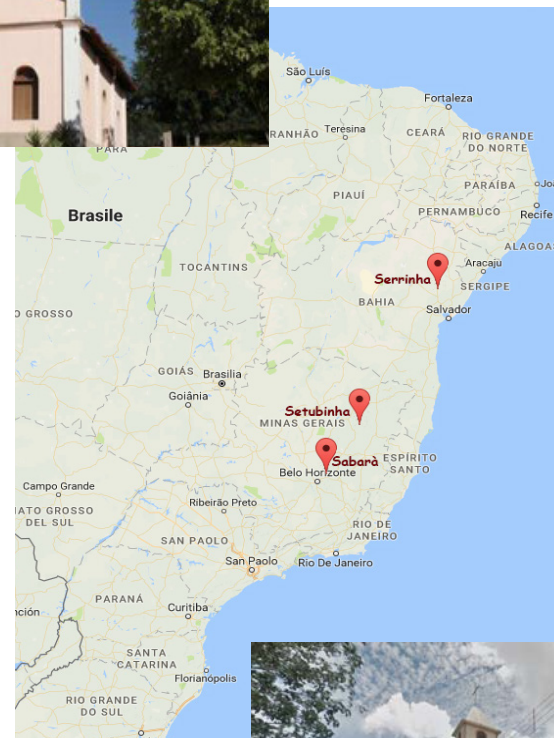 São Luís
Fortaleza
RANHÃO
Teresina
CEARÁ
RIO GRANDE
DO NORTE
PARÁ
PIAUÍ
PARAÍBA
Joa
PERNAMBUCO
Recife
Brasile
ALAGOA
TOCANTINS
Aracaju
Serrinha
SERGIPE
BAHIA
Salvador
O GROSSO
GOIÁS
Brasilia
Goiânia
Setubinha
MINAS GERAIS
Sabarà
ESPÍRITO
SANTO
Belo Horizonte
Campo Grande
Ribeirão Preto
ATO GROSSO
DEL SUL
RIO DE
JANEIRO
SAN PAOLO
San Paolo
Rio De Janeiro
PARANÁ
Curitiba
nción
SANTA
CATARINA
Florianópolis
RIO GRANDE
DO SUL